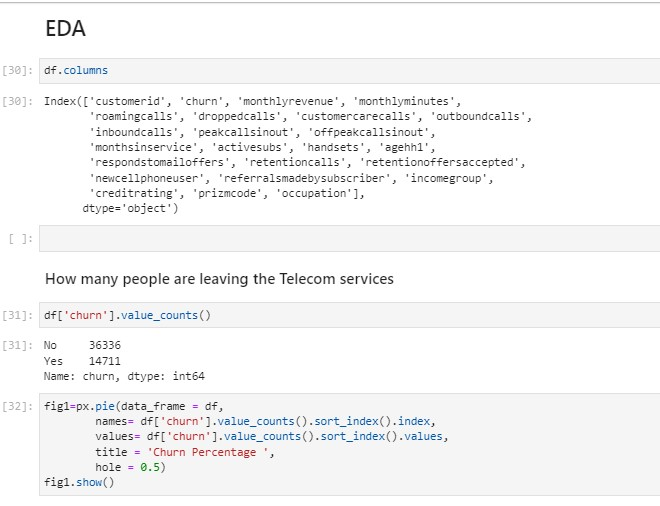 EDA
[30]: df.columns
[30]: Index(['customerid', 'churn', 'monthlyrevenue', 'monthlyminutes',
'roamingcalls', 'droppedcalls', 'customercarecalls', 'outboundcalls',
'inboundcalls', 'peakcallsinout', 'offpeakcallsinout',
'monthsinservice', 'activesubs', 'handsets', 'agehh1',
'respondstomailoffers', 'retentioncalls', 'retentionoffersaccepted',
'newcellphoneuser', 'referralsmadebysubscriber', 'incomegroup',
'creditrating', 'prizmcode', 'occupation'],
dtype='object')
[ ]:
How many people are leaving the Telecom services
[31]: df['churn'].value_counts()
[31]: No 36336
Yes 14711
Name: churn, dtype: int64
[32]: fig1=px.pie(data_frame = df,
names= df['churn'].value_counts().sort_index().index,
values= df['churn'].value_counts().sort_index().values,
title = 'Churn Percentage ',
hole = 0.5)
fig1.show()